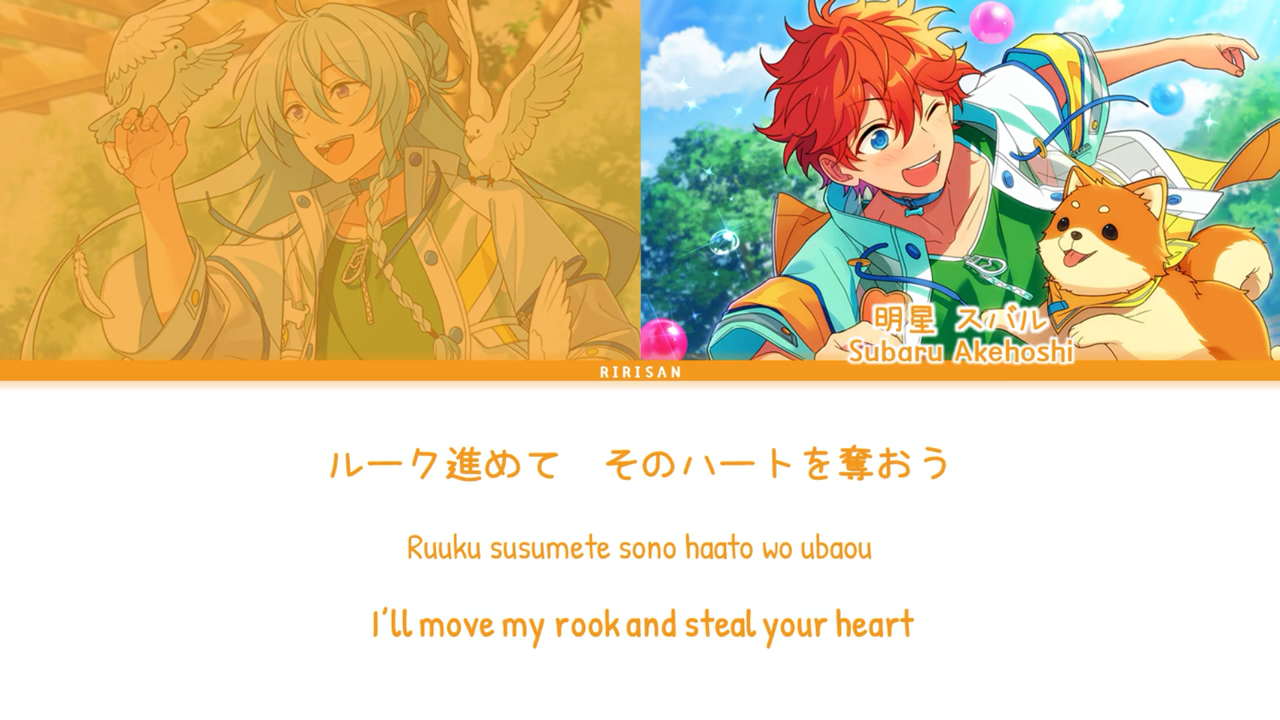 明星 スバル
Subaru Akehoshi
RIRISAN
ルーク進めて　そのハートを奪おう
Ruuku susumete sono haato wo ubaou
I'll move my rook and steal your heart